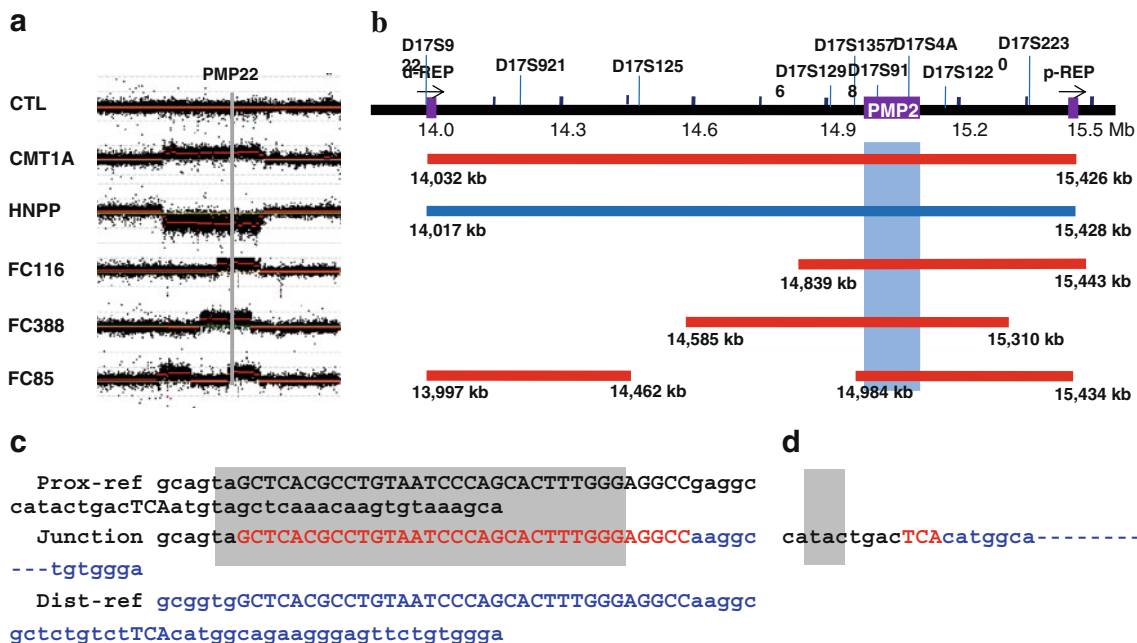 a
PMP22
CTL
CMT1A
HNPP
FC116
FC388
FC85
b
D17S9
22
d-REP
D17S921
D17S125
D17S129
6
D17S1357
D17S91
8
D17S4A
D17S122
D17S223
0
p-REP
PMP2
14.0 14.3 14.6 14.9 15.2 15.5 Mb
14,032 kb 15,426 kb
14,017 kb 15,428 kb
14,839 kb 15,443 kb
14,585 kb 15,310 kb
13,997 kb 14,462 kb 14,984 kb 15,434 kb
c
Prox-ref gcagtaGCTCACGCCTGTAATCCCAGCACTTTGGGAGGCCgaggc
catactgacTCAatgtagctcaaacaagtgtaaagca
Junction gcagtaGCTCACGCCTGTAATCCCAGCACTTTGGGAGGCCaaggc
---tgtggga
Dist-ref gcggtgGCTCACGCCTGTAATCCCAGCACTTTGGGAGGCCaaggc
gctctgtctTCAcatggcagaagggagttctgtggga
d
catactgacTCAcatggca--------